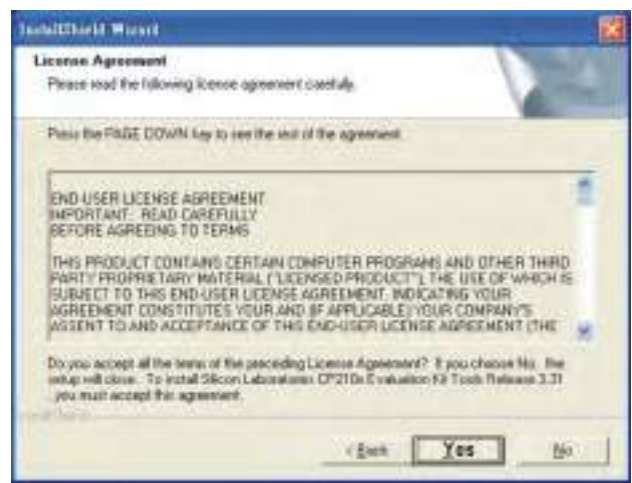 InstallShield Wizard
License Agreement
Please read the following license agreement carefully.
Press the PAGE DOWN key to see the rest of the agreement.
END-USER LICENSE AGREEMENT
IMPORTANT: READ CAREFULLY
BEFORE AGREEING TO TERMS
THIS PRODUCT CONTAINS CERTAIN COMPUTER PROGRAMS AND OTHER THIRD
PARTY PROPRIETARY MATERIAL ("LICENSED PRODUCT"), THE USE OF WHICH IS
SUBJECT TO THIS END-USER LICENSE AGREEMENT. INDICATING YOUR
AGREEMENT CONSTITUTES YOUR AND (IF APPLICABLE) YOUR COMPANY'S
ASSENT TO AND ACCEPTANCE OF THIS END-USER LICENSE AGREEMENT (THE
Do you accept all the terms of the preceding License Agreement? If you choose No, the
setup will close. To install Silicon Laboratories CP210x Evaluation Kit Tools Release 3.31
, you must accept this agreement.
InstallShield
< Back
Yes
No